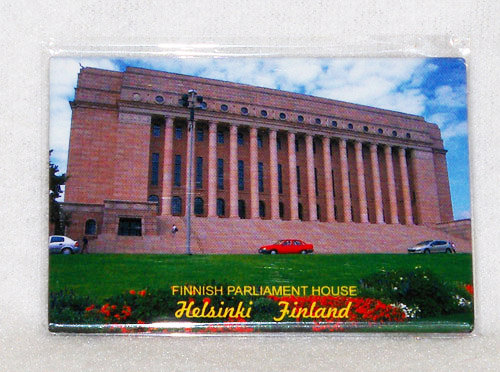 FINNISH PARLIAMENT HOUSE
Helsinki Finland